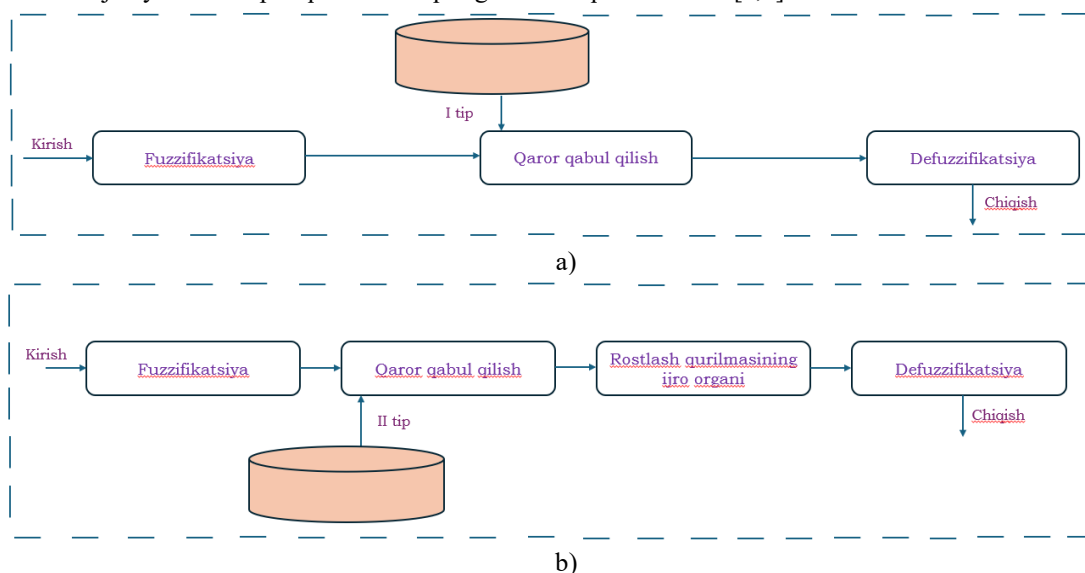 I tip
Kirish
Fuzzifikatsiya
Qaror qabul qilish
Defuzzifikatsiya
Chiqish
a)
Kirish
Fuzzifikatsiya
Qaror qabul qilish
Rostlash qurilmasining
ijro organi
Defuzzifikatsiya
II tip
Chiqish
b)